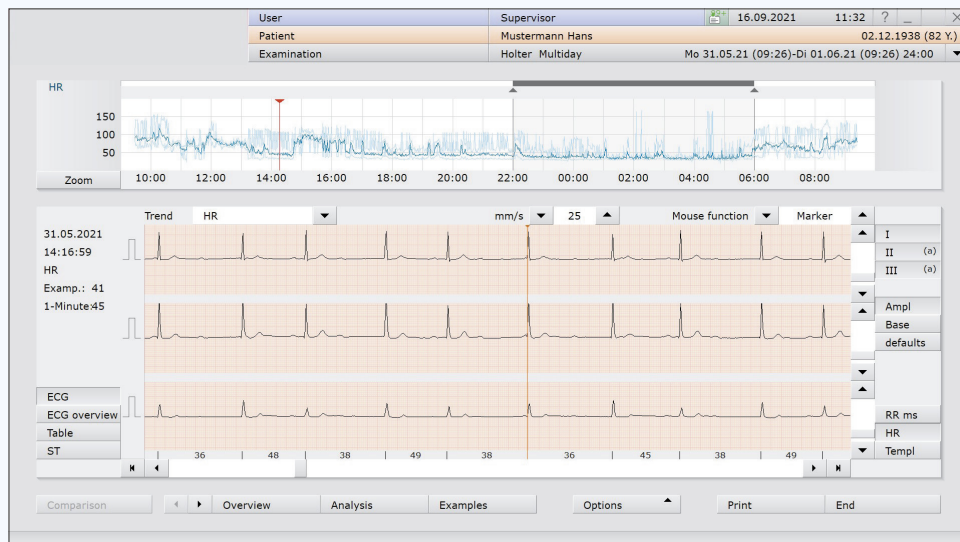 User Supervisor 16.09.2021 11:32 ?
Patient Mustermann Hans 02.12.1938 (82 Y.)
Examination Holter Multiday Mo 31.05.21 (09:26)-Di 01.06.21 (09:26) 24:00
HR
150
100
50
Zoom 10:00 12:00 14:00 16:00 18:00 20:00 22:00 00:00 02:00 04:00 06:00 08:00
Trend HR mm/s 25 Mouse function Marker
31.05.2021
14:16:59
HR
Examp.: 41
1-Minute:45
I
II (a)
III (a)
Ampl
Base
defaults
ECG
ECG overview
Table
ST
RR ms
HR
Templ
36 48 38 49 38 36 45 38 49
Comparison Overview Analysis Examples Options Print End